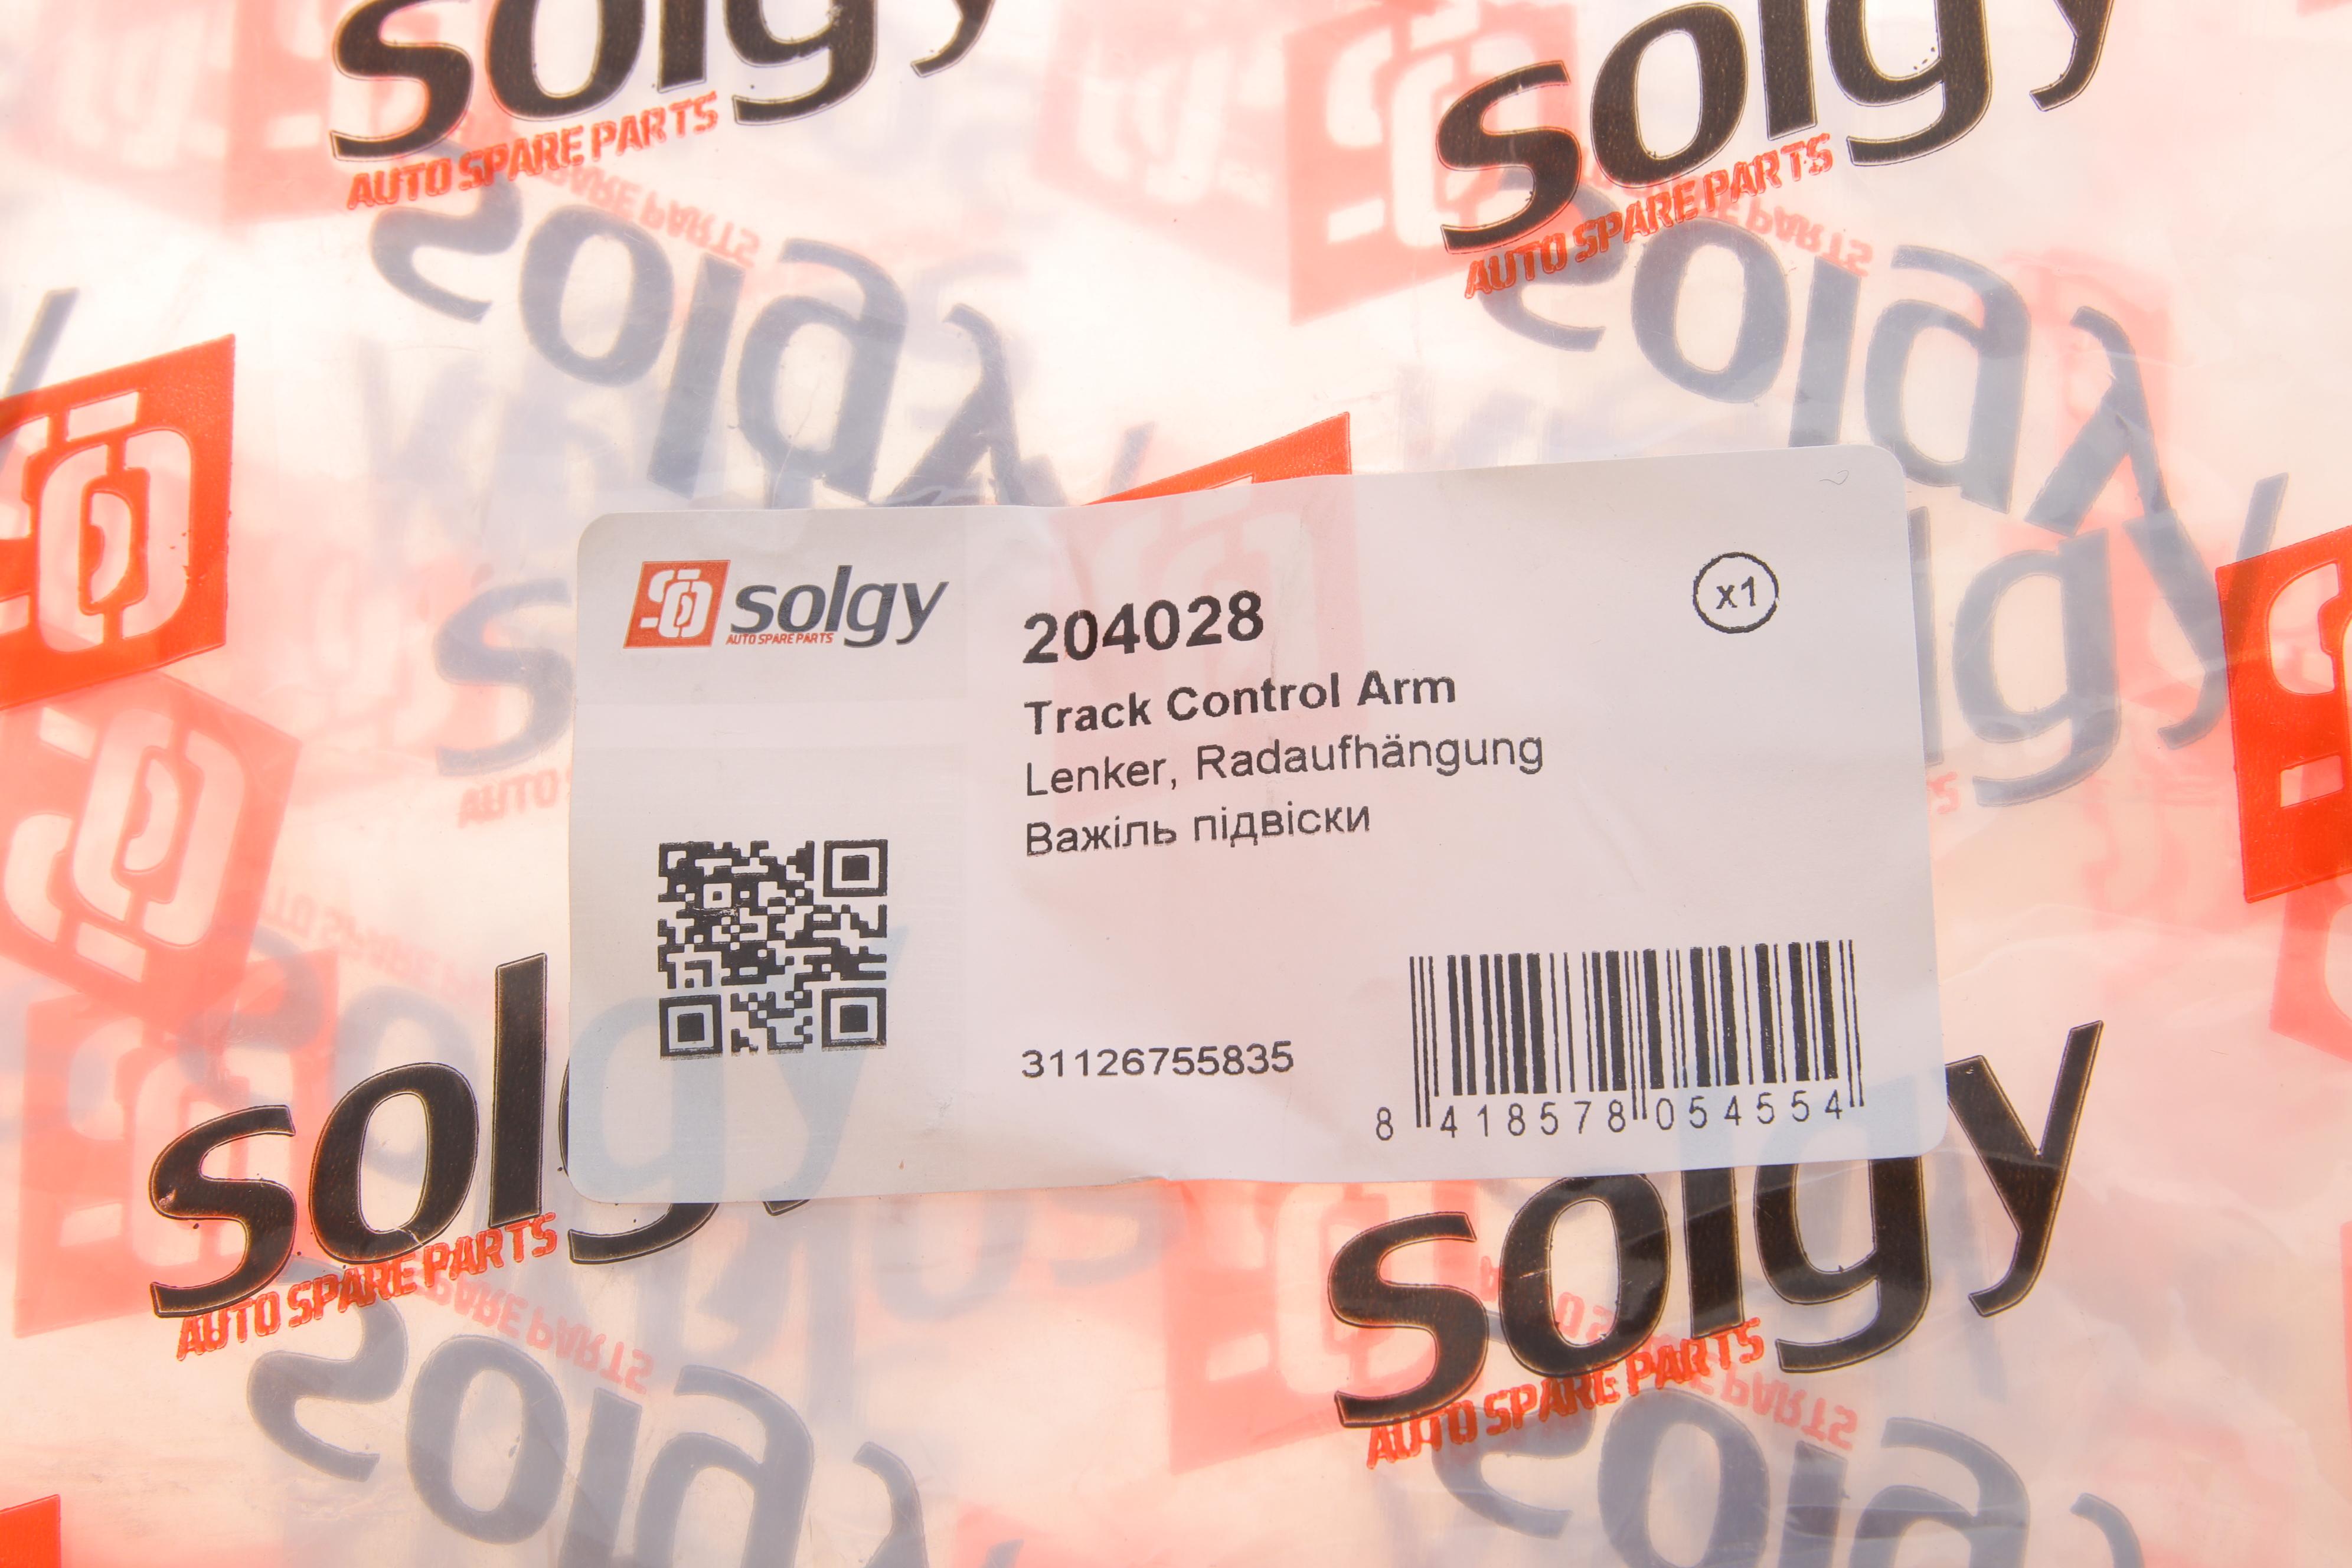 solgy
AUTO SPARE PARTS
solgy
AUTO SPARE PARTS
solgy
AUTO SPARE PARTS
204028
x1
Track Control Arm
Lenker, Radaufhängung
Важіль підвіски
31126755835
8 418578 054554
solgy
AUTO SPARE PARTS
solgy
AUTO SPARE PARTS